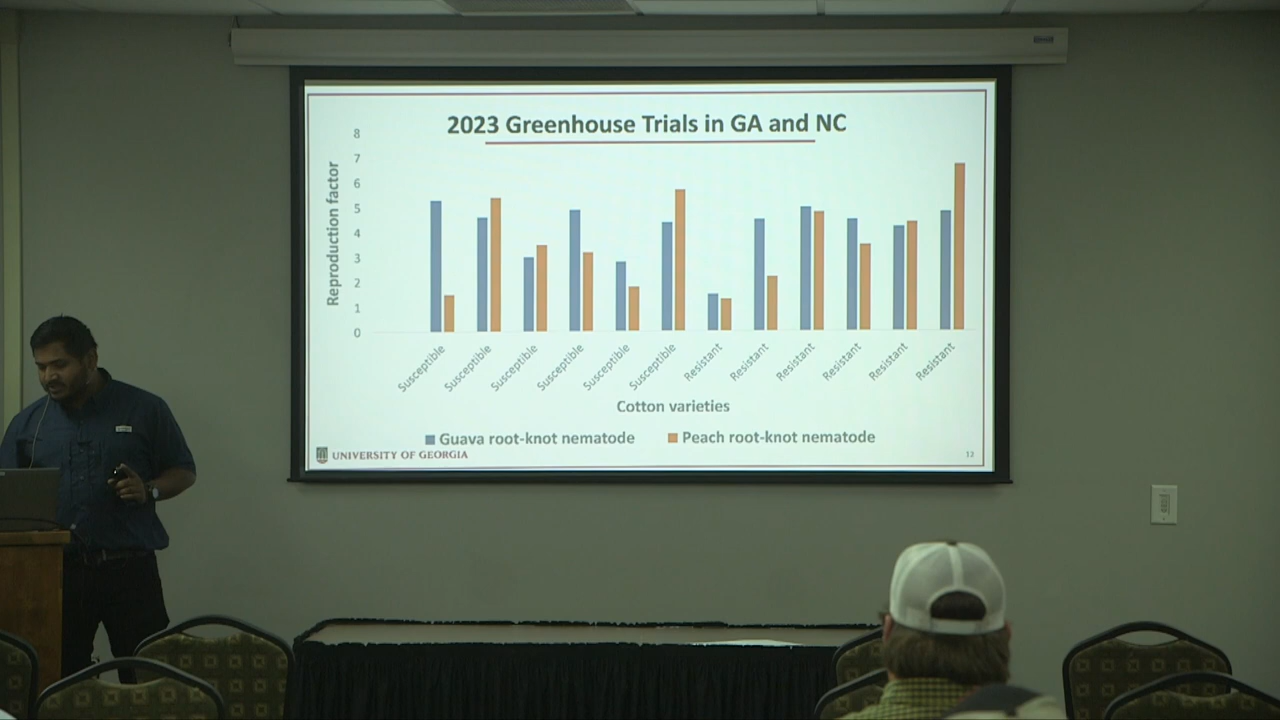 2023 Greenhouse Trials in GA and NC
8
7
6
5
4
3
2
1
0
Reproduction factor
Susceptible
Susceptible
Susceptible
Susceptible
Susceptible
Susceptible
Resistant
Resistant
Resistant
Resistant
Resistant
Resistant
Cotton varieties
Guava root-knot nematode
Peach root-knot nematode
UNIVERSITY OF GEORGIA
12